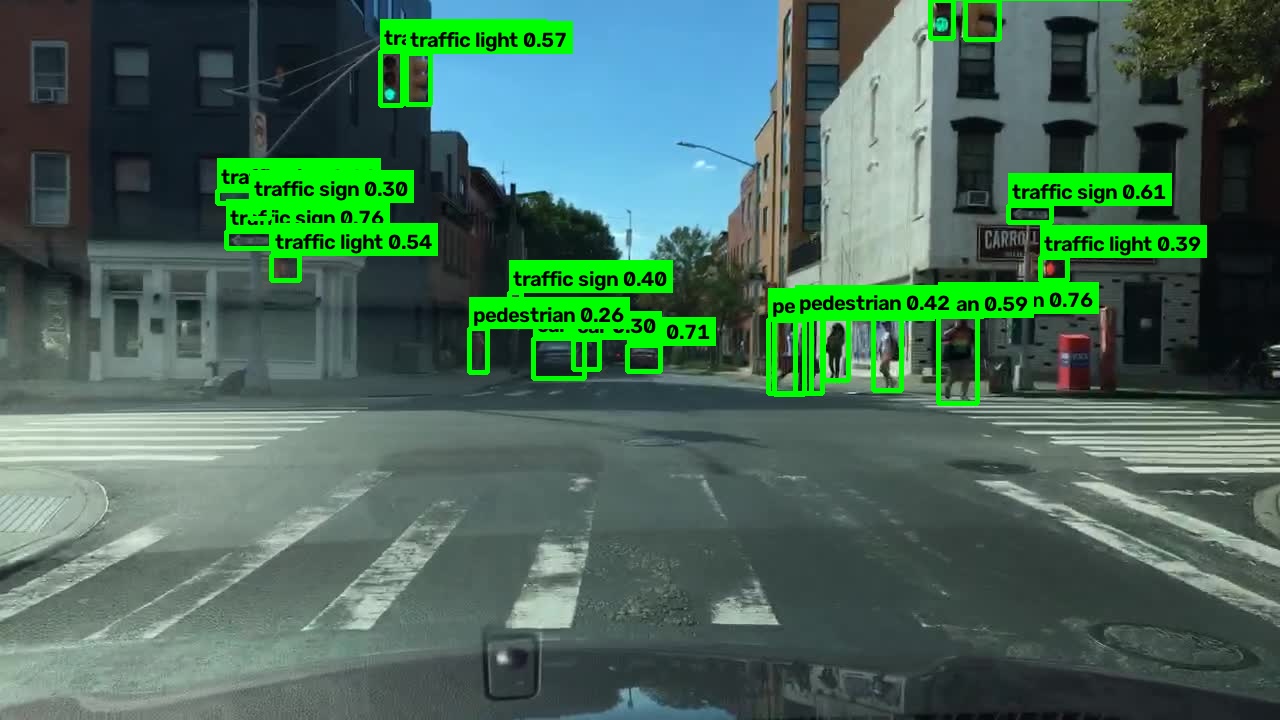 traffic light 0.57
traffic sign 0.30
traffic sign 0.76
traffic light 0.54
traffic sign 0.61
CARROLL
traffic light 0.39
traffic sign 0.40
pedestrian 0.26
0.30
0.71
pe
pedestrian 0.42
an 0.59
n 0.76